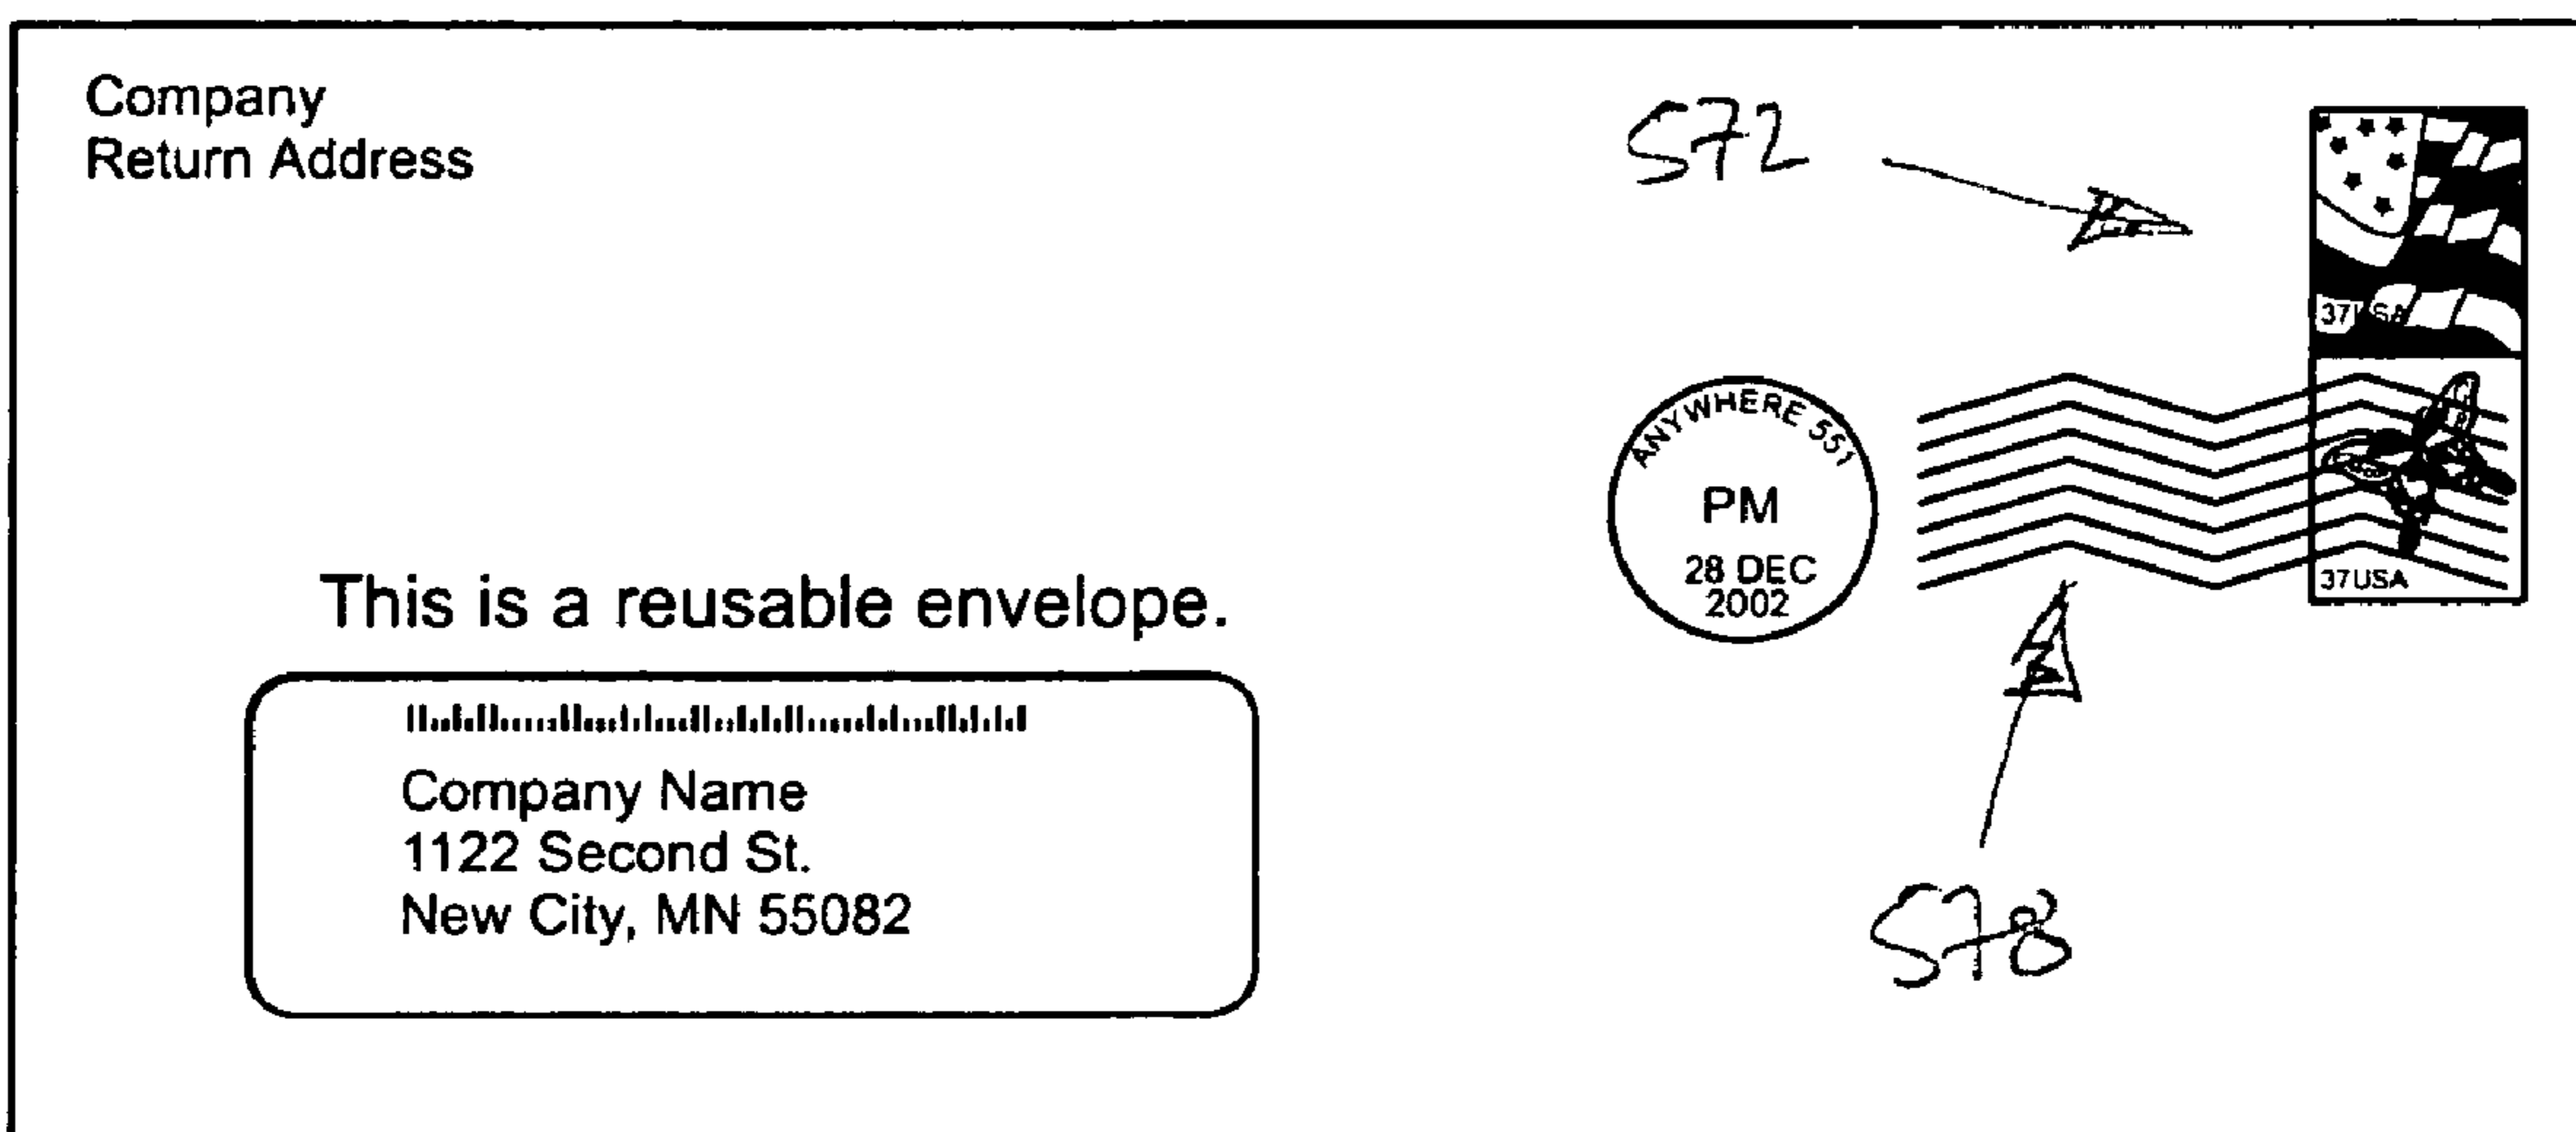 Company
Return Address
572
37USA
ANYWHERE 551
PM
28 DEC
2002
37USA
This is a reusable envelope.
Company Name
1122 Second St.
New City, MN 55082
578